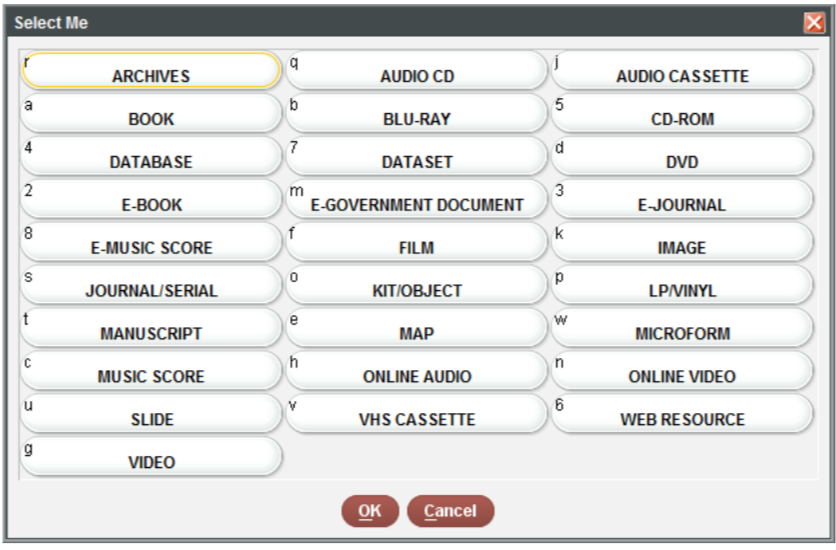 Select Me
r ARCHIVES q AUDIO CD j AUDIO CASSETTE
a BOOK b BLU-RAY 5 CD-ROM
4 DATABASE 7 DATASET d DVD
2 E-BOOK m E-GOVERNMENT DOCUMENT 3 E-JOURNAL
8 E-MUSIC SCORE f FILM k IMAGE
s JOURNAL/SERIAL o KIT/OBJECT p LP/VINYL
t MANUSCRIPT e MAP w MICROFORM
c MUSIC SCORE h ONLINE AUDIO n ONLINE VIDEO
u SLIDE v VHS CASSETTE 6 WEB RESOURCE
g VIDEO
OK Cancel